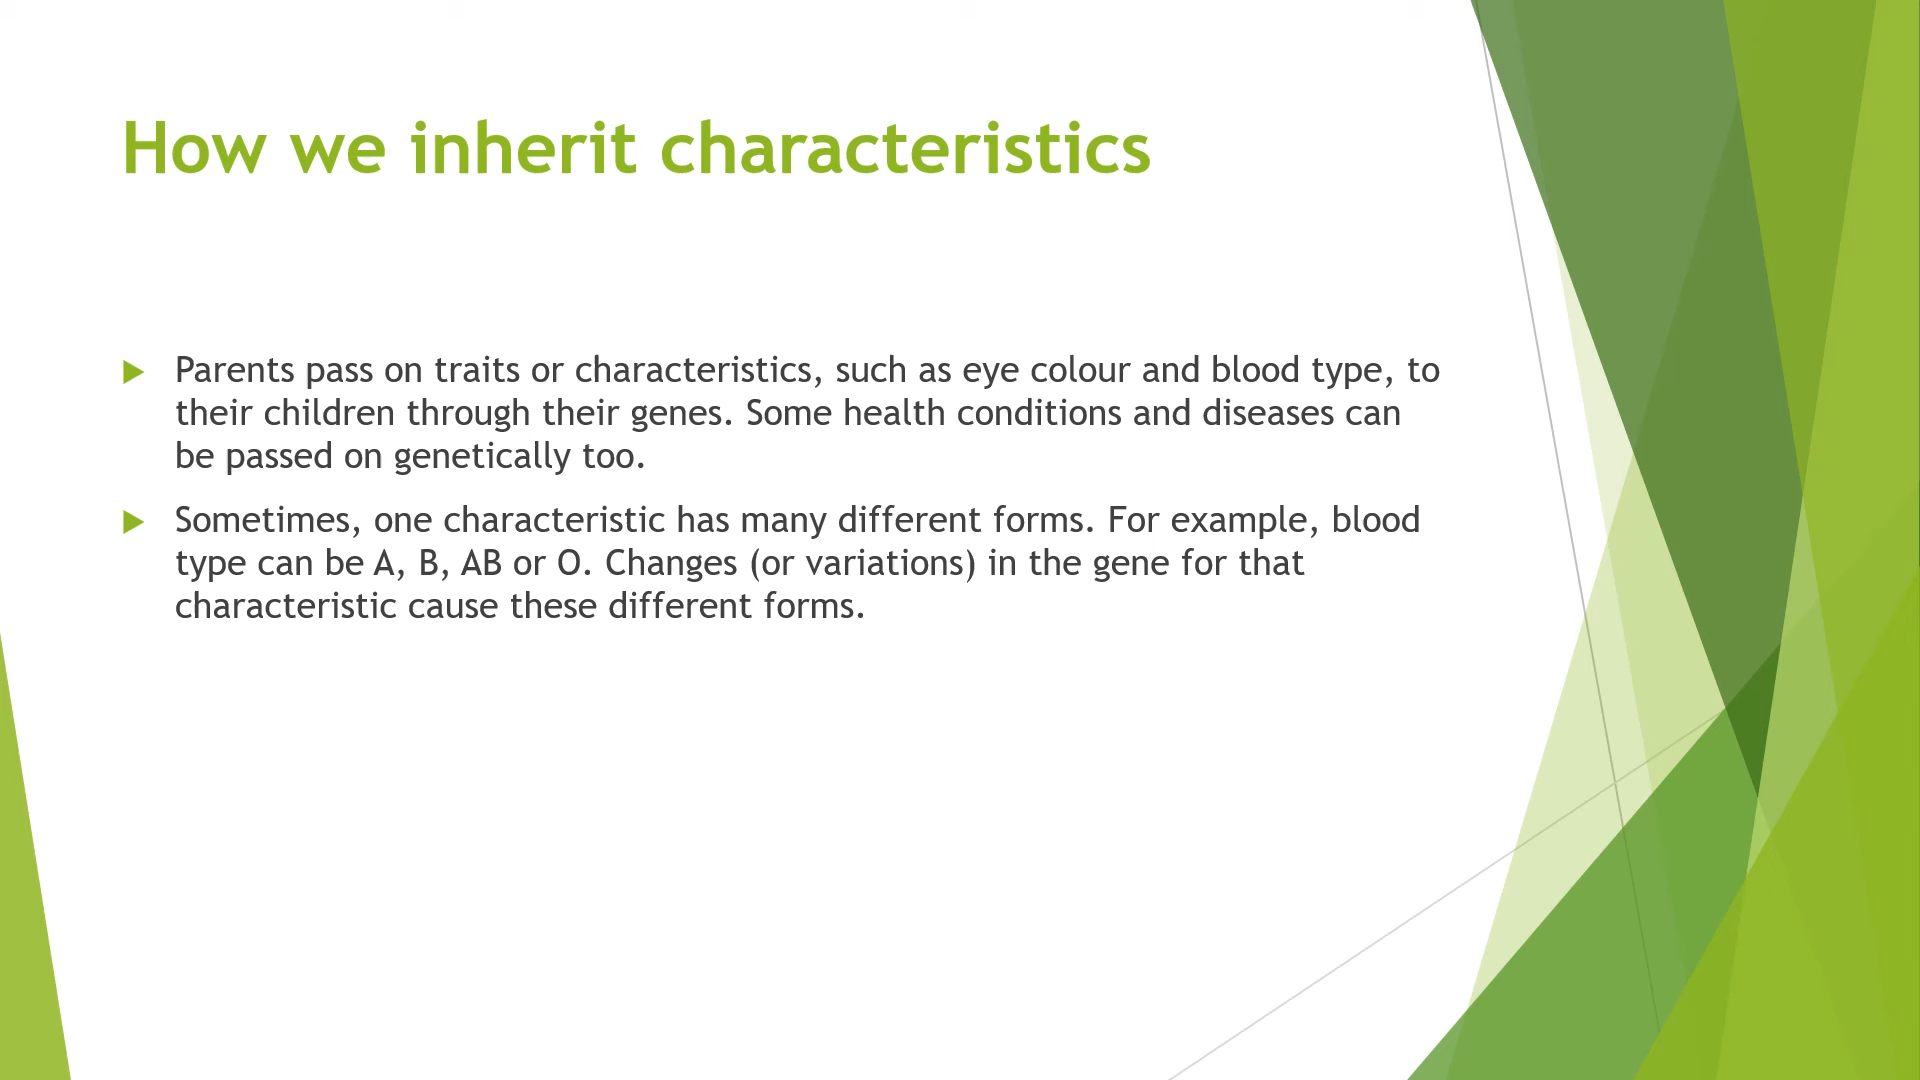 How we inherit characteristics
Parents pass on traits or characteristics, such as eye colour and blood type, to
their children through their genes. Some health conditions and diseases can
be passed on genetically too.
Sometimes, one characteristic has many different forms. For example, blood
type can be A, B, AB or O. Changes (or variations) in the gene for that
characteristic cause these different forms.